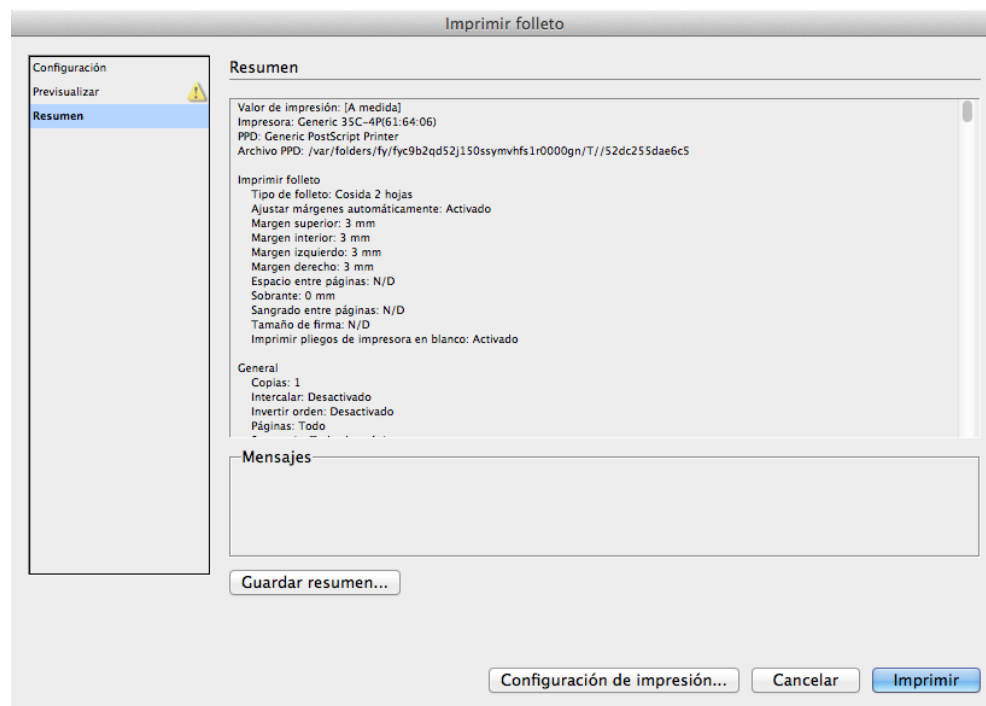 Imprimir folleto
Configuración
Previsualizar
Resumen
Resumen
Valor de impresión: [A medida]
Impresora: Generic 35C-4P(61:64:06)
PPD: Generic PostScript Printer
Archivo PPD: /var/folders/fy/fyc9b2qd52j150ssymvhfs1r0000gn/T//52dc255dae6c5
Imprimir folleto
Tipo de folleto: Cosida 2 hojas
Ajustar márgenes automáticamente: Activado
Margen superior: 3 mm
Margen interior: 3 mm
Margen izquierdo: 3 mm
Margen derecho: 3 mm
Espacio entre páginas: N/D
Sobrante: 0 mm
Sangrado entre páginas: N/D
Tamaño de firma: N/D
Imprimir pliegos de impresora en blanco: Activado
General
Copias: 1
Intercalar: Desactivado
Invertir orden: Desactivado
Páginas: Todo
Mensajes
Guardar resumen...
Configuración de impresión...
Cancelar
Imprimir